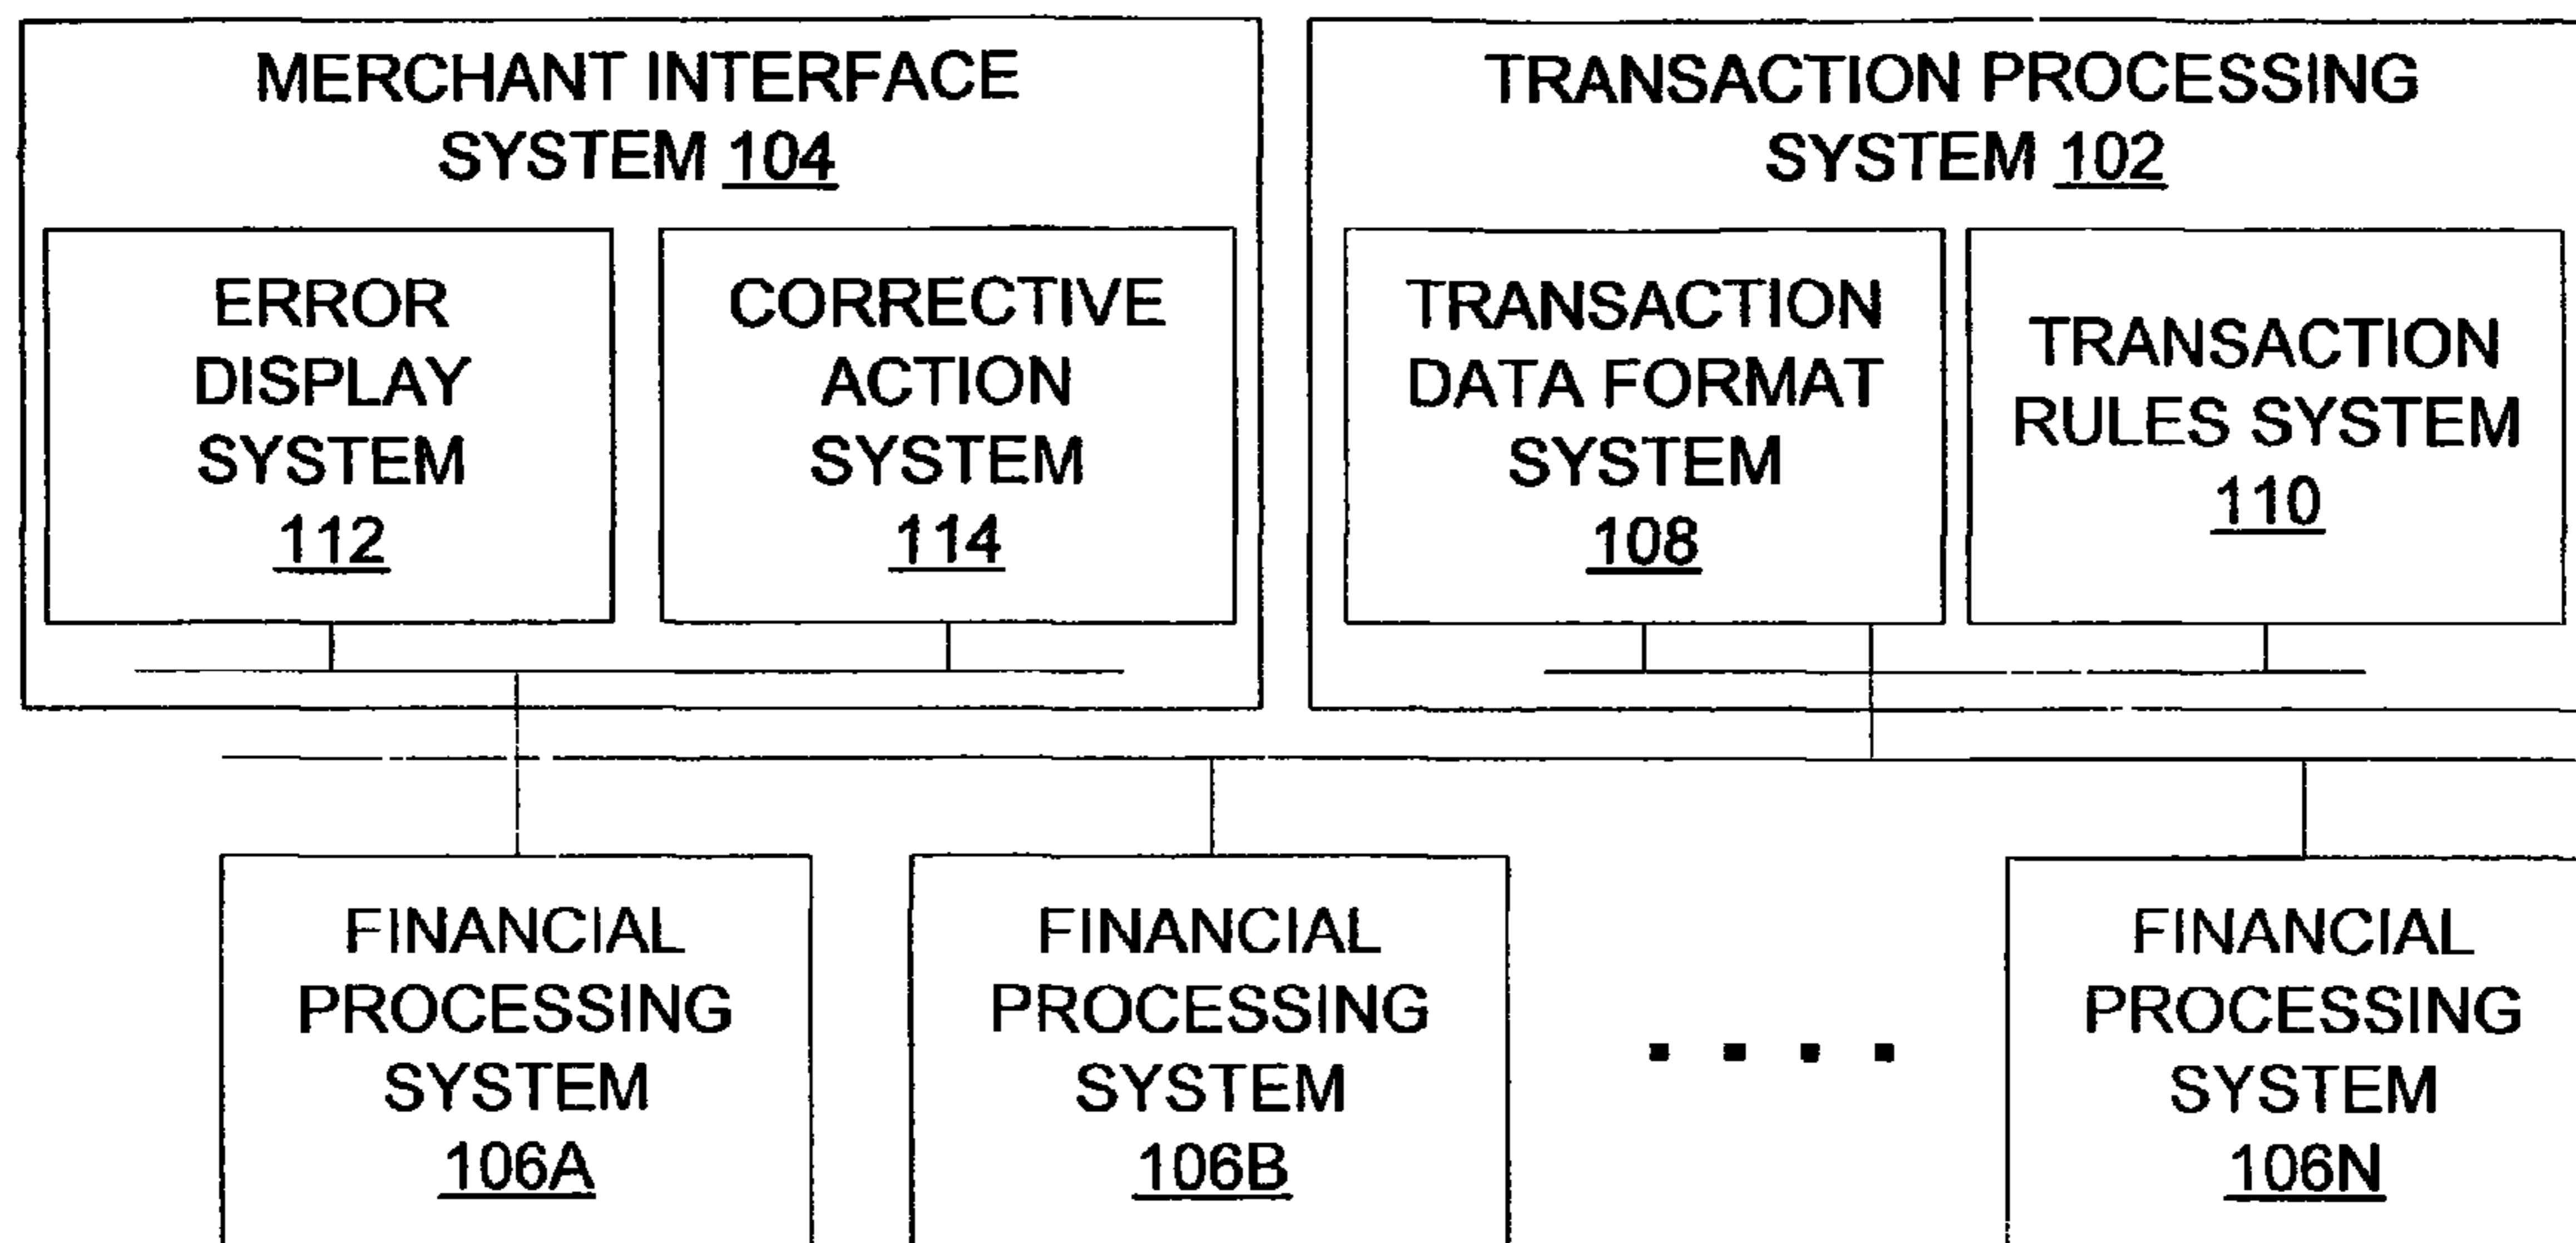 MERCHANT INTERFACE
SYSTEM 104
TRANSACTION PROCESSING
SYSTEM 102
ERROR
DISPLAY
SYSTEM
112
CORRECTIVE
ACTION
SYSTEM
114
TRANSACTION
DATA FORMAT
SYSTEM
108
TRANSACTION
RULES SYSTEM
110
FINANCIAL
PROCESSING
SYSTEM
106A
FINANCIAL
PROCESSING
SYSTEM
106B
FINANCIAL
PROCESSING
SYSTEM
106N